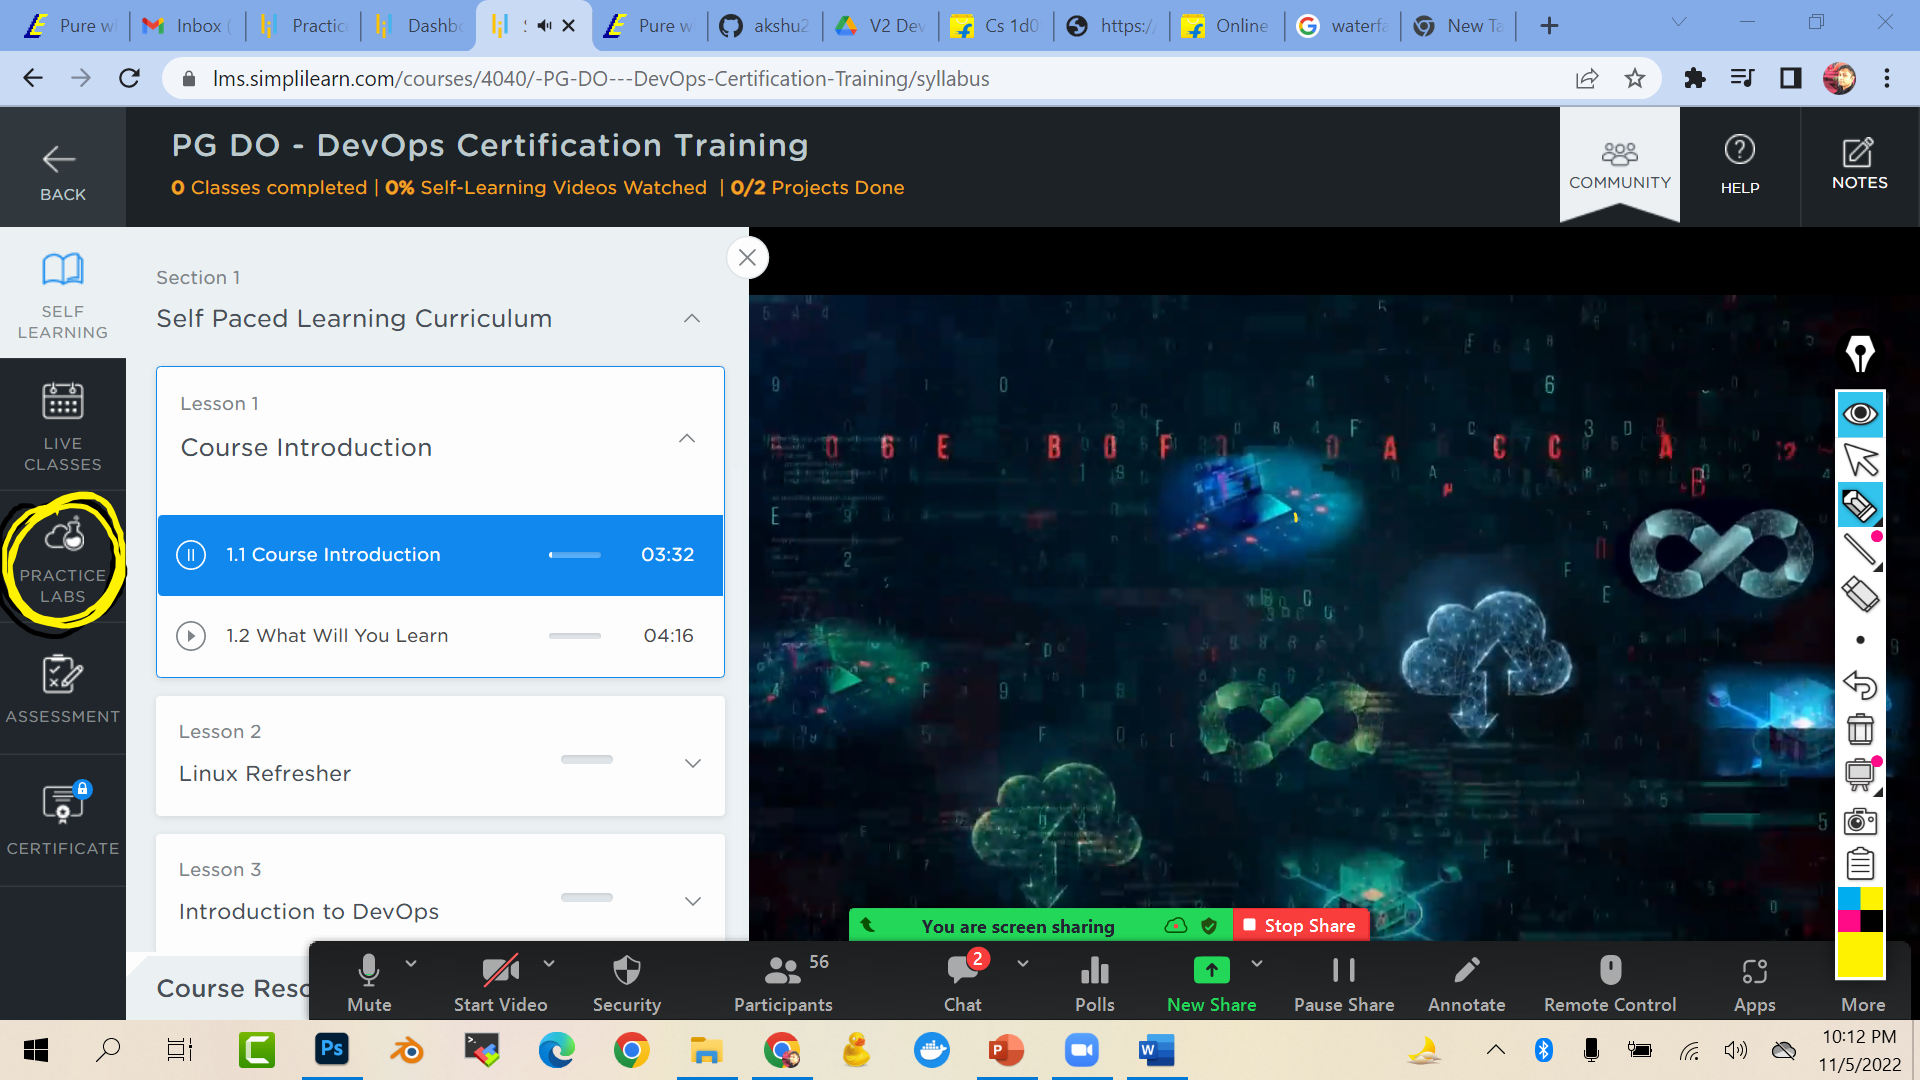 Pure w
Inbox (
Practice
Dashbo
S
Pure w
akshu2
V2 Dev
Cs 1d0
https:/
Online
waterfa
New Ta
lms.simplilearn.com/courses/4040/-PG-DO---DevOps-Certification-Training/syllabus
BACK
PG DO - DevOps Certification Training
0 Classes completed | 0% Self-Learning Videos Watched | 0/2 Projects Done
COMMUNITY
HELP
NOTES
SELF
LEARNING
LIVE
CLASSES
PRACTICE
LABS
ASSESSMENT
CERTIFICATE
Section 1
Self Paced Learning Curriculum
Lesson 1
Course Introduction
1.1 Course Introduction 03:32
1.2 What Will You Learn 04:16
Lesson 2
Linux Refresher
Lesson 3
Introduction to DevOps
Course Reso
You are screen sharing
Stop Share
56
2
Mute
Start Video
Security
Participants
Chat
Polls
New Share
Pause Share
Annotate
Remote Control
Apps
More
Ps
P
W
10:12 PM
11/5/2022